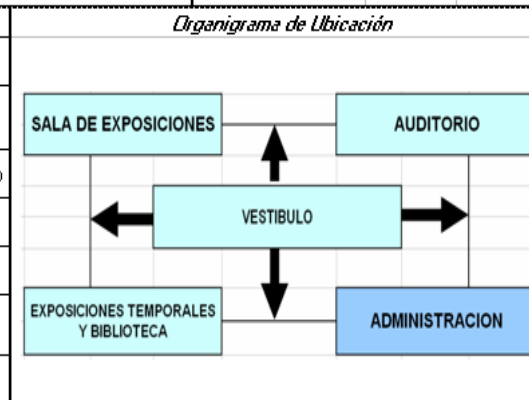 Organigrama de Ubicación
SALA DE EXPOSICIONES
AUDITORIO
VESTIBULO
EXPOSICIONES TEMPORALES
Y BIBLIOTECA
ADMINISTRACION